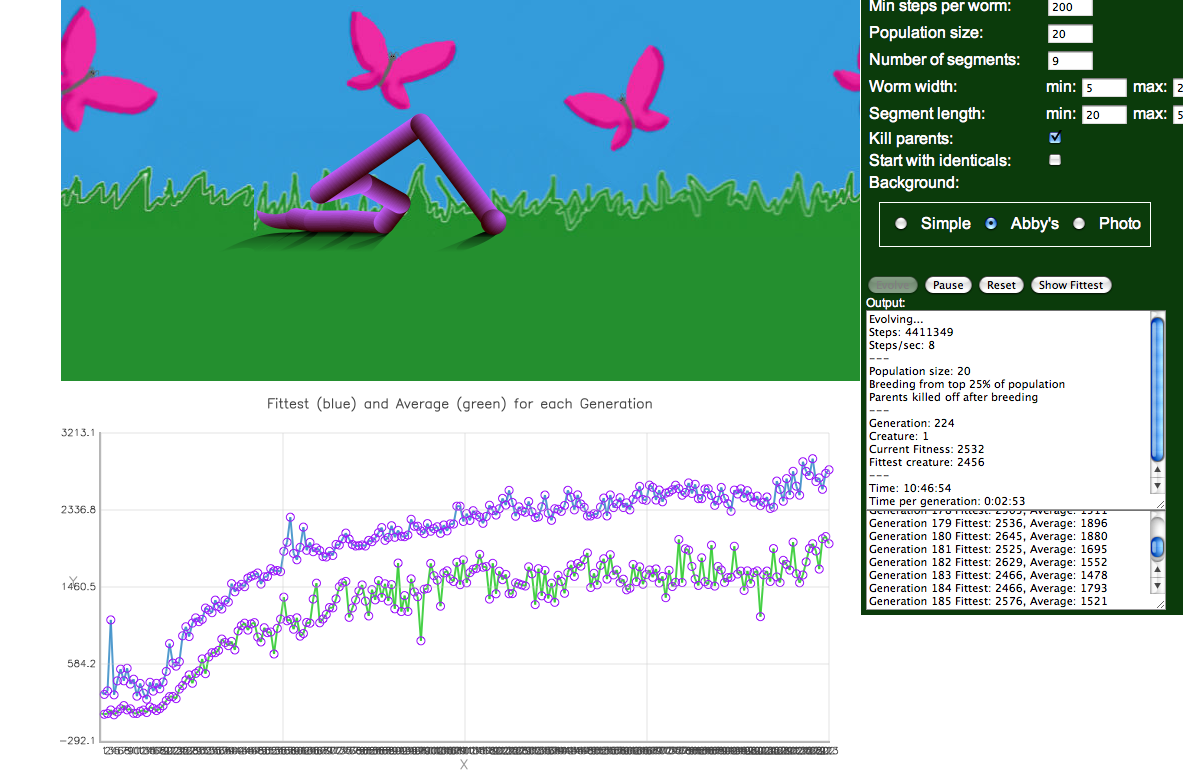 Min steps per worm: 200
Population size: 20
Number of segments: 9
Worm width: min: 5 max: 2
Segment length: min: 20 max: 5
Kill parents:
Start with identicals:
Background:
Simple Abby's Photo
Evolve Pause Reset Show Fittest
Output:
Evolving...
Steps: 4411349
Steps/sec: 8
---
Population size: 20
Breeding from top 25% of population
Parents killed off after breeding
---
Generation: 224
Creature: 1
Current Fitness: 2532
Fittest creature: 2456
---
Time: 10:46:54
Time per generation: 0:02:53
Generation 178 Fittest: 2505, Average: 1511
Generation 179 Fittest: 2536, Average: 1896
Generation 180 Fittest: 2645, Average: 1880
Generation 181 Fittest: 2525, Average: 1695
Generation 182 Fittest: 2629, Average: 1552
Generation 183 Fittest: 2466, Average: 1478
Generation 184 Fittest: 2466, Average: 1793
Generation 185 Fittest: 2576, Average: 1521
Fittest (blue) and Average (green) for each Generation
3213.1
2336.8
1460.5
Y
584.2
-292.1
X